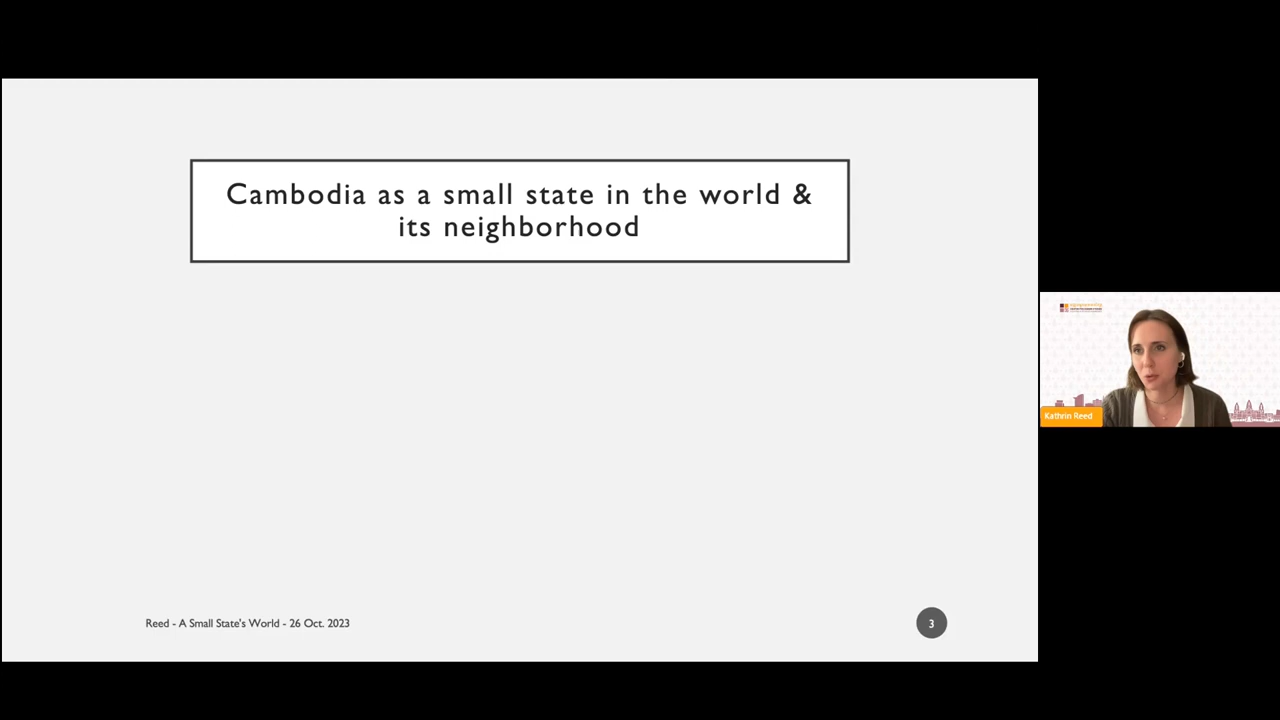 Cambodia as a small state in the world &
its neighborhood
Kathrin Reed
Reed - A Small State's World - 26 Oct. 2023
3